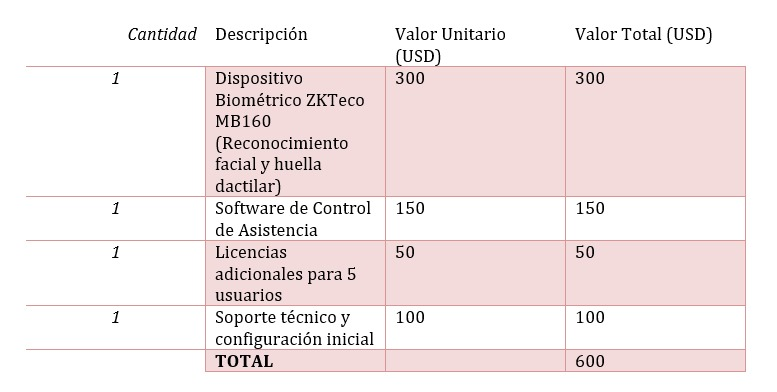 Cantidad Descripción Valor Unitario (USD) Valor Total (USD)
1 Dispositivo 300 300
Biométrico ZKTeco
MB160
(Reconocimiento
facial y huella
dactilar)
1 Software de Control 150 150
de Asistencia
1 Licencias 50 50
adicionales para 5
usuarios
1 Soporte técnico y 100 100
configuración inicial
TOTAL 600